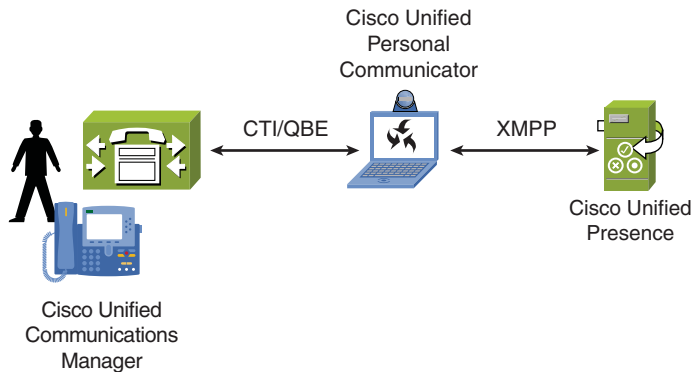 Cisco Unified
Personal
Communicator
CTI/QBE
XMPP
Cisco Unified
Presence
Cisco Unified
Communications
Manager